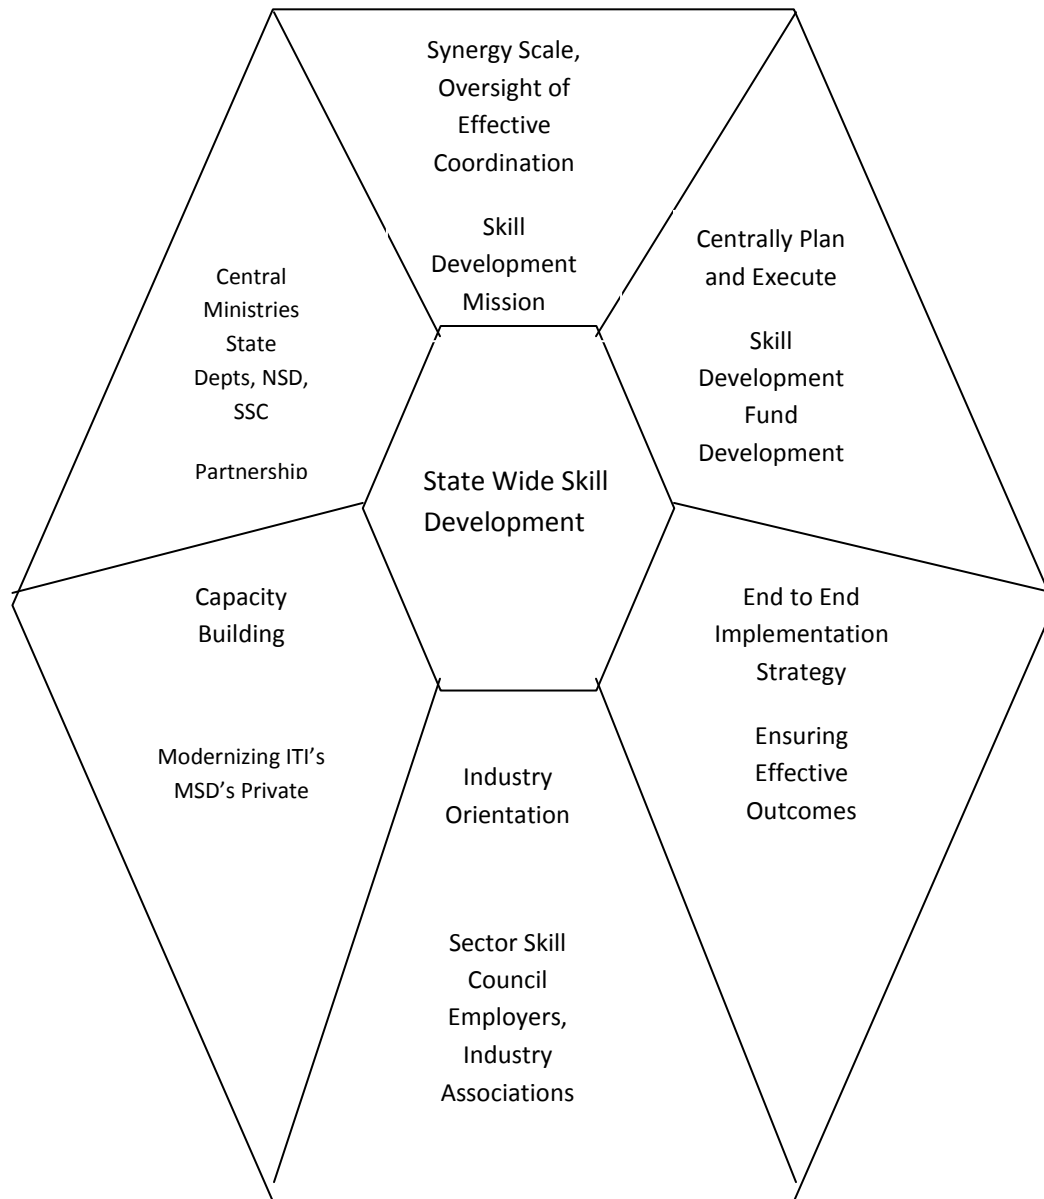 Synergy Scale,
Oversight of
Effective
Coordination
Skill
Development
Mission
Centrally Plan
and Execute
Skill
Development
Fund
Development
Central
Ministries
State
Depts, NSD,
SSC
Partnership
State Wide Skill
Development
Capacity
Building
Modernizing ITI’s
MSD’s Private
End to End
Implementation
Strategy
Ensuring
Effective
Outcomes
Industry
Orientation
Sector Skill
Council
Employers,
Industry
Associations